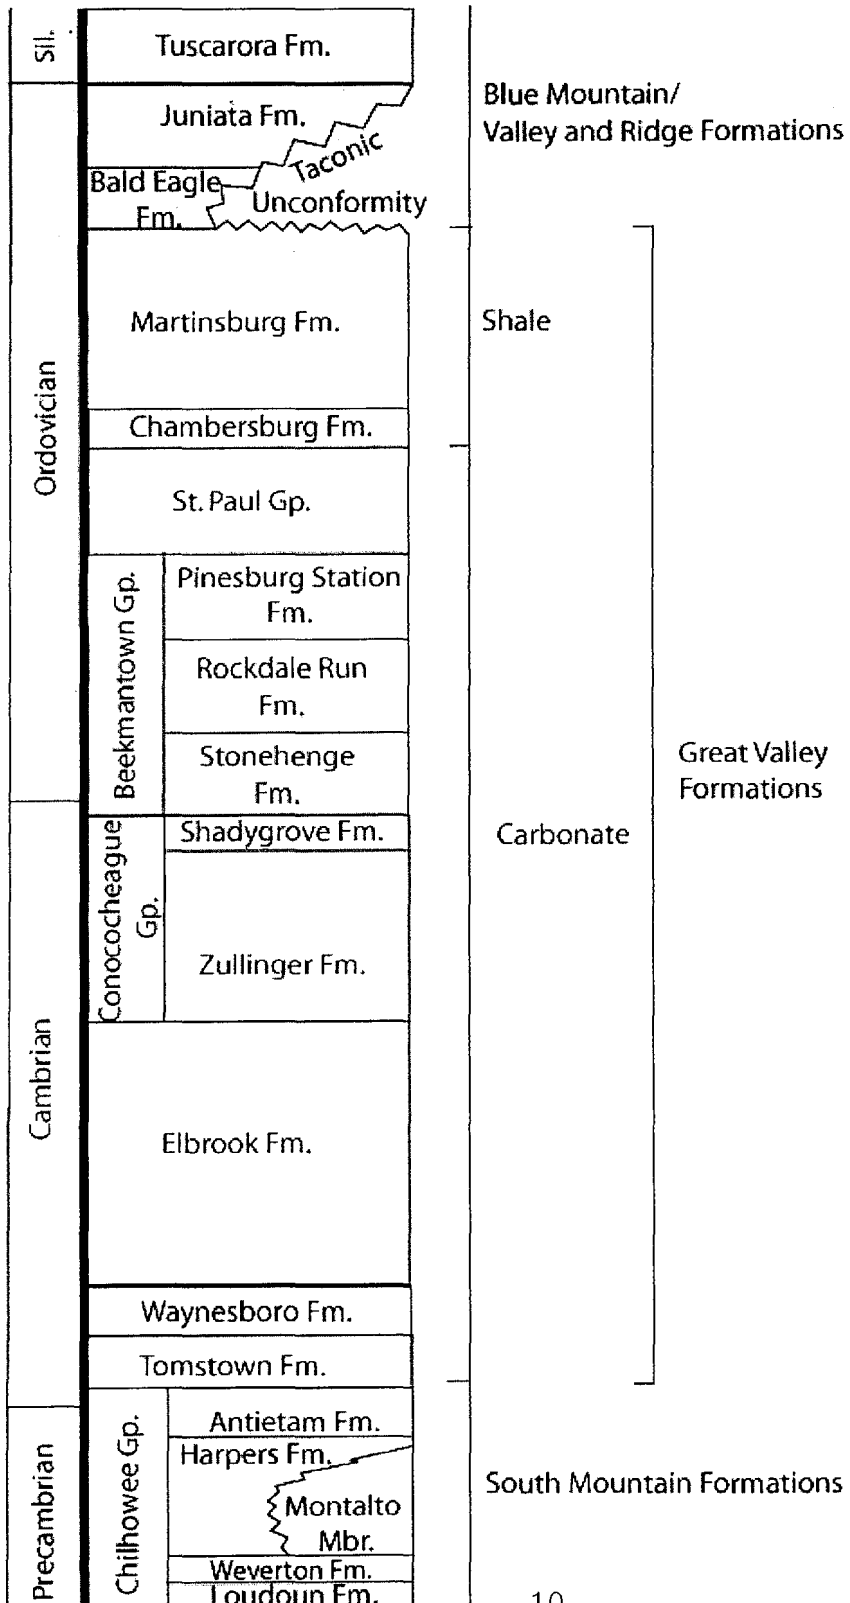 Sil.
Tuscarora Fm.
Juniata Fm.
Taconic
Unconformity
Bald Eagle
Fm.
Blue Mountain/
Valley and Ridge Formations
Ordovician
Martinsburg Fm.
Shale
Chambersburg Fm.
St. Paul Gp.
Beekmantown Gp.
Pinesburg Station
Fm.
Rockdale Run
Fm.
Stonehenge
Fm.
Great Valley
Formations
Carbonate
Cambrian
Conococheague
Gp.
Shadygrove Fm.
Zullinger Fm.
Elbrook Fm.
Waynesboro Fm.
Tomstown Fm.
Precambrian
Chilhowee Gp.
Antietam Fm.
Harpers Fm.
Montalto
Mbr.
Weverton Fm.
Loudoun Fm.
South Mountain Formations
10